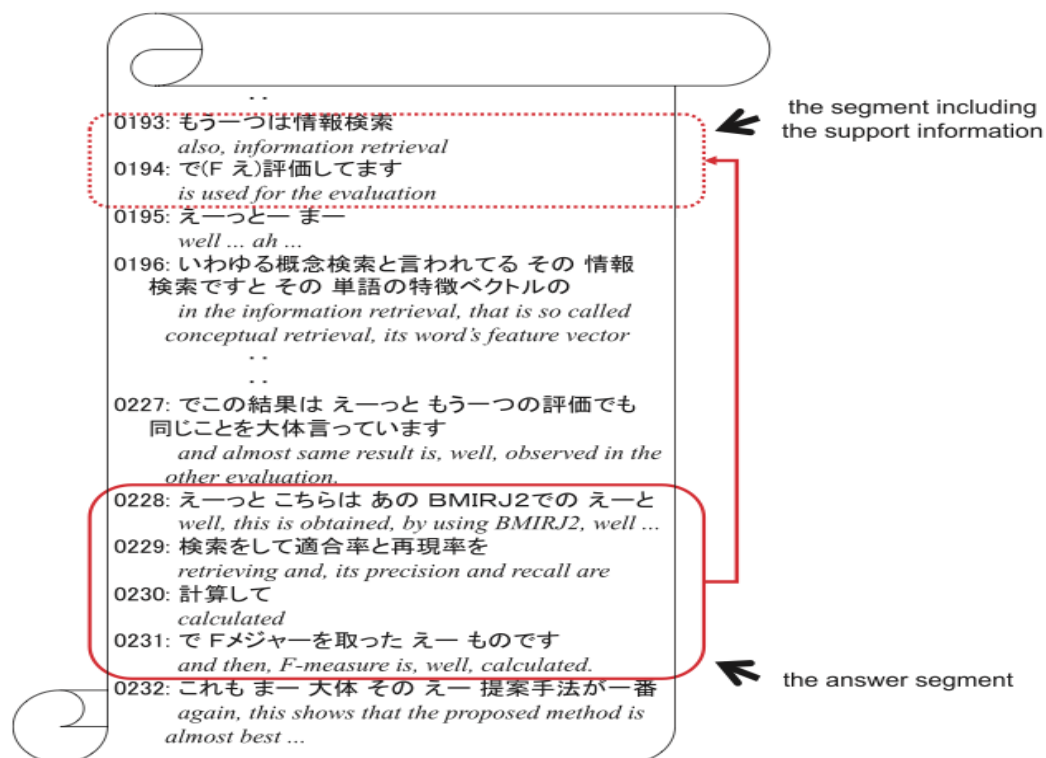 ..
0193: もう一つは情報検索
also, information retrieval
0194: で(F え)評価してます
is used for the evaluation
0195: えーっとー まー
well ... ah ...
0196: いわゆる概念検索と言われてる その 情報
検索ですと その 単語の特徴ベクトルの
in the information retrieval, that is so called
conceptual retrieval, its word's feature vector
..
..
0227: でこの結果は えーっと もう一つの評価でも
同じことを大体言っています
and almost same result is, well, observed in the
other evaluation.
0228: えーっと こちらは あの BMIRJ2での えーと
well, this is obtained, by using BMIRJ2, well ...
0229: 検索をして適合率と再現率を
retrieving and, its precision and recall are
0230: 計算して
calculated
0231: で Fメジャーを取った えー ものです
and then, F-measure is, well, calculated.
0232: これも まー 大体 その えー 提案手法が一番
again, this shows that the proposed method is
almost best ...
the segment including
the support information
the answer segment